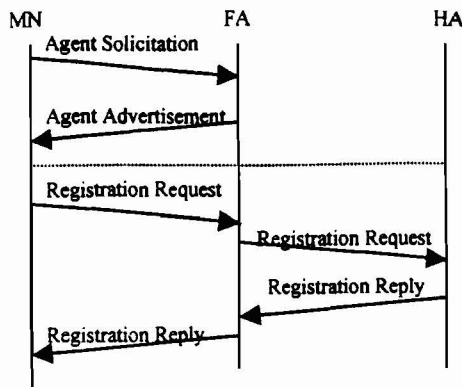 MN FA HA
Agent Solicitation
Agent Advertisement
Registration Request
Registration Request
Registration Reply
Registration Reply